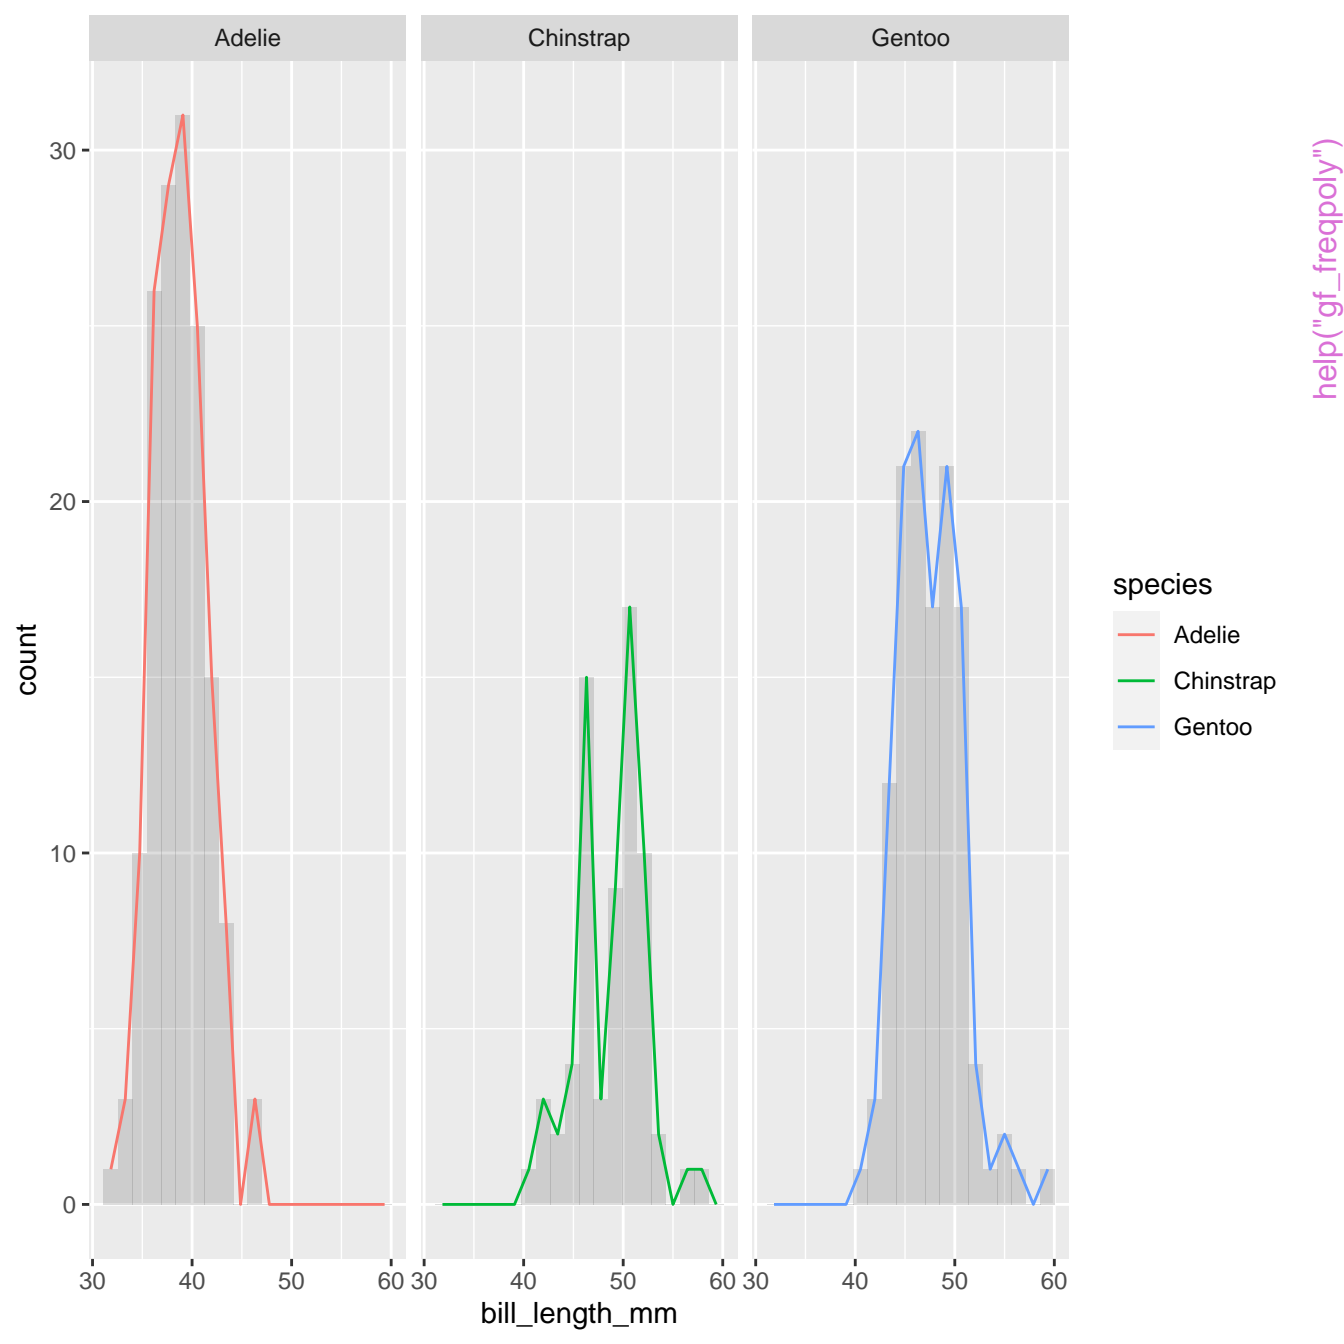 Adelie
Chinstrap
Gentoo
30
20
10
0
count
30 40 50 60
30 40 50 60
30 40 50 60
bill_length_mm
species
Adelie
Chinstrap
Gentoo
help("gf_freqpoly")